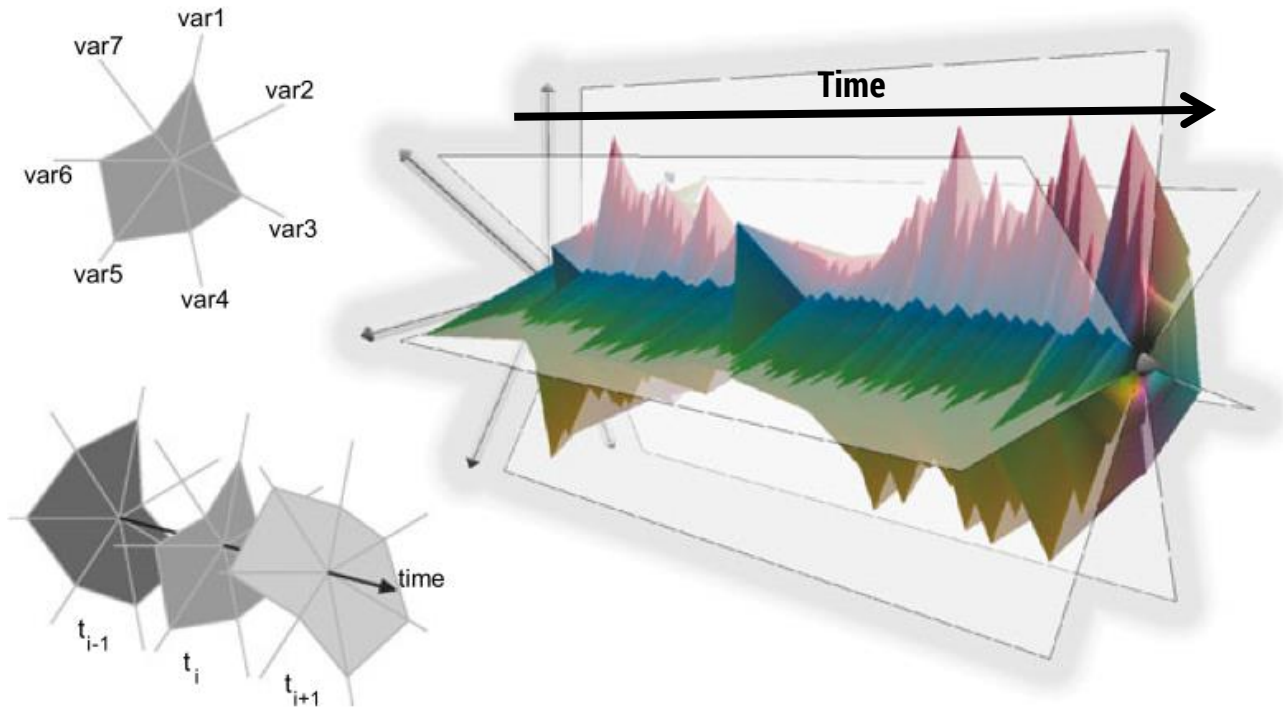 var1
var7
var2
var6
var3
var5
var4
Time
time
t i-1
t i
t i+1